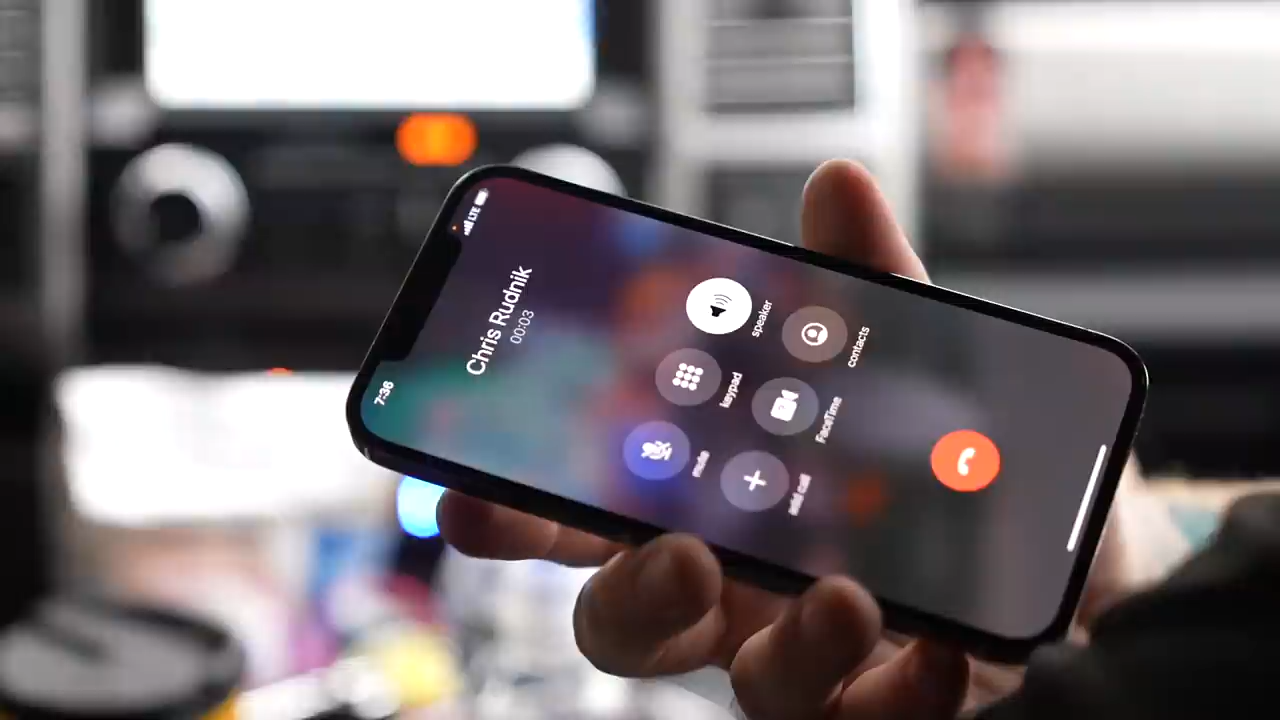 7:36
LTE
Chris Rudnik
00:03
mute
keypad
speaker
add call
FaceTime
contacts